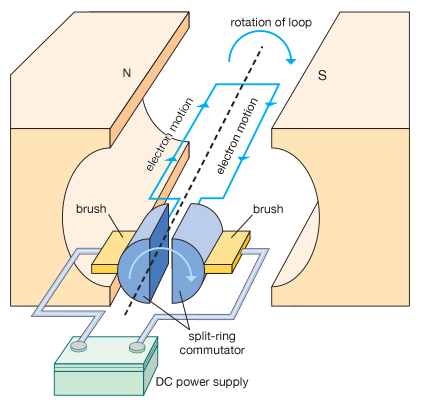 rotation of loop
N
S
electron motion
electron motion
brush
brush
split-ring
commutator
DC power supply